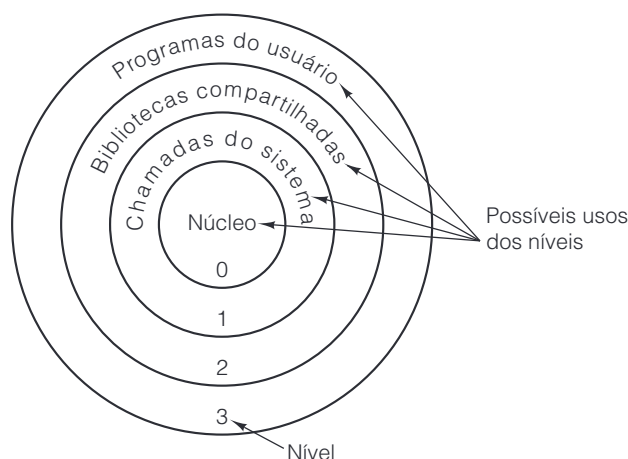 Programas do usuário
Bibliotecas compartilhadas
Chamadas do sistema
Núcleo
Possíveis usos
dos níveis
0
1
2
3
Nível